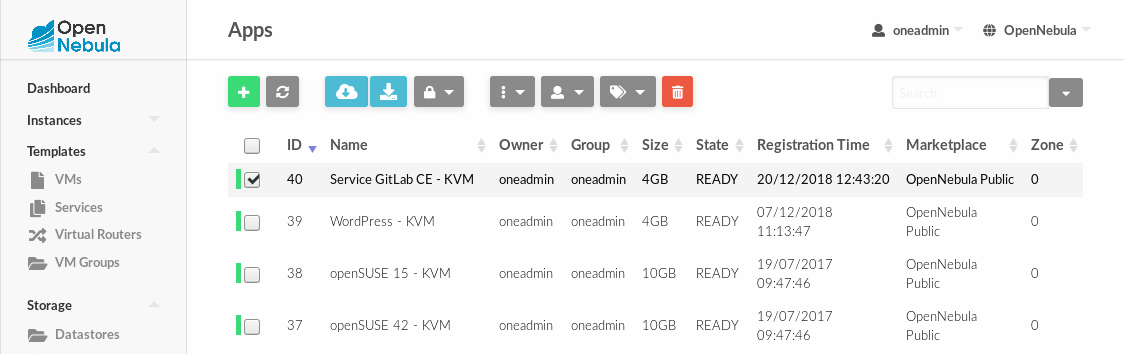 Open
Nebula
Apps
oneadmin
OpenNebula
Dashboard
Instances
Templates
VMs
Services
Virtual Routers
VM Groups
Storage
Datastores
Search
ID Name Owner Group Size State Registration Time Marketplace Zone
40 Service GitLab CE - KVM oneadmin oneadmin 4GB READY 20/12/2018 12:43:20 OpenNebula Public 0
39 WordPress - KVM oneadmin oneadmin 4GB READY 07/12/2018 11:13:47 OpenNebula Public 0
38 openSUSE 15 - KVM oneadmin oneadmin 10GB READY 19/07/2017 09:47:46 OpenNebula Public 0
37 openSUSE 42 - KVM oneadmin oneadmin 10GB READY 19/07/2017 09:47:46 OpenNebula Public 0